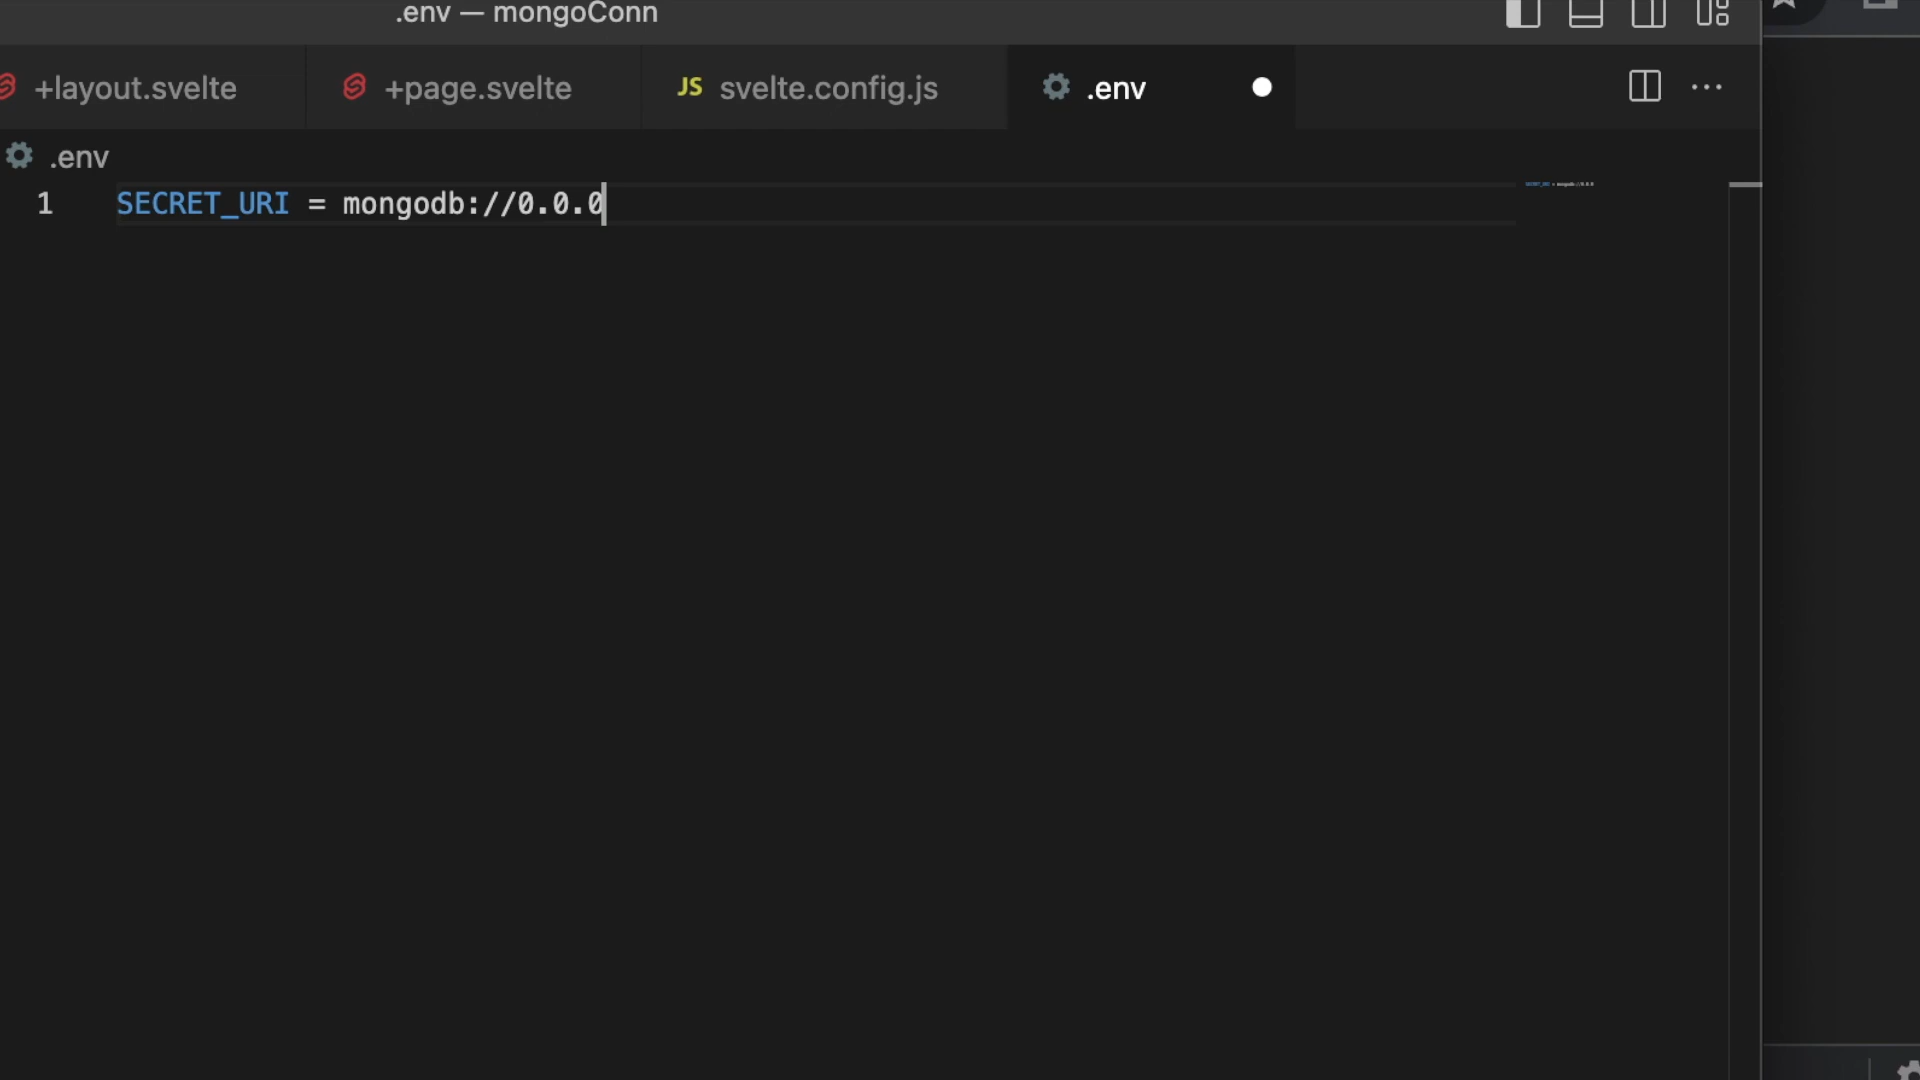 .env — mongoConn
+layout.svelte +page.svelte JS svelte.config.js .env
.env
1 SECRET_URI = mongodb://0.0.0